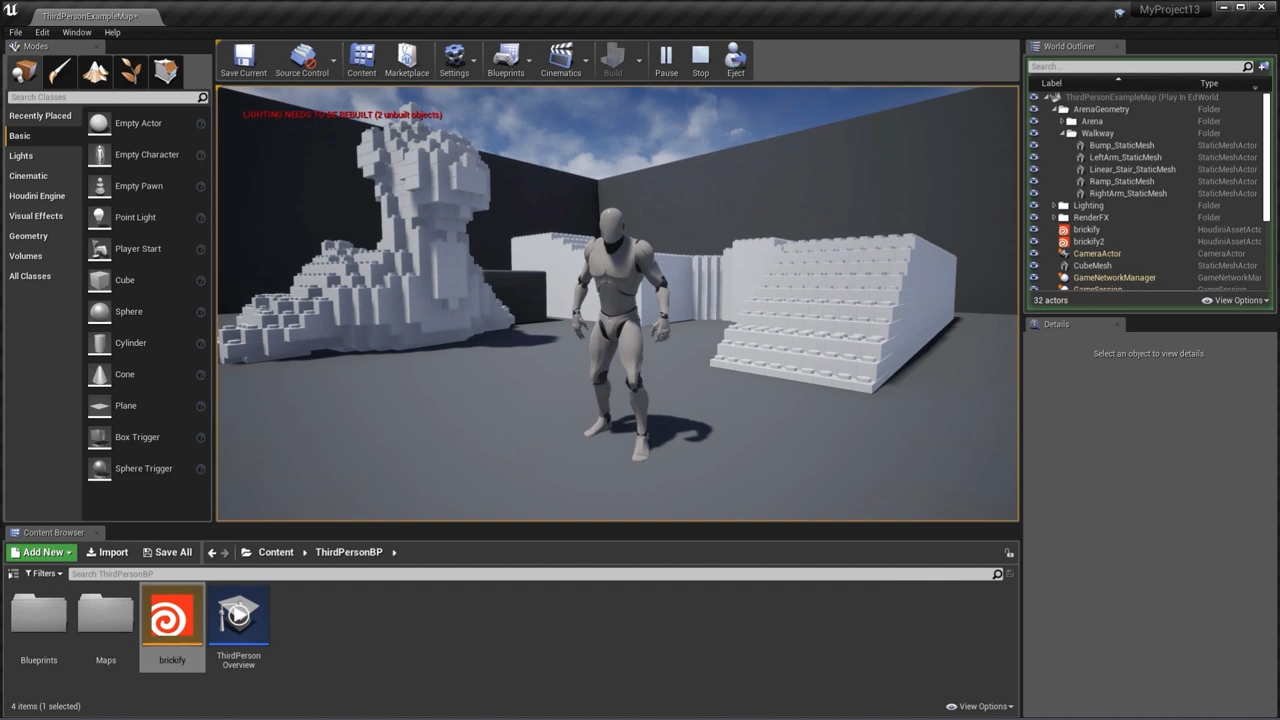 ThirdPersonExampleMap*
MyProject13
File Edit Window Help
Modes
Search Classes
Recently Placed
Basic
Lights
Cinematic
Houdini Engine
Visual Effects
Geometry
Volumes
All Classes
Empty Actor
Empty Character
Empty Pawn
Point Light
Player Start
Cube
Sphere
Cylinder
Cone
Plane
Box Trigger
Sphere Trigger
Save Current
Source Control
Content
Marketplace
Settings
Blueprints
Cinematics
Build
Pause
Stop
Eject
LIGHTING NEEDS TO BE REBUILT (2 unbuilt objects)
World Outliner
Search...
Label Type
ThirdPersonExampleMap (Play In Ed World
ArenaGeometry Folder
Arena Folder
Walkway Folder
Bump_StaticMesh StaticMeshActor
LeftArm_StaticMesh StaticMeshActor
Linear_Stair_StaticMesh StaticMeshActor
Ramp_StaticMesh StaticMeshActor
RightArm_StaticMesh StaticMeshActor
Lighting Folder
RenderFX Folder
brickify HoudiniAssetActo
brickify2 HoudiniAssetActo
CameraActor CameraActor
CubeMesh StaticMeshActor
GameNetworkManager GameNetworkMar
GameSession GameSession
32 actors
View Options
Details
Select an object to view details.
Content Browser
Add New Import Save All Content ThirdPersonBP
Filters Search ThirdPersonBP
Blueprints
Maps
brickify
ThirdPerson
Overview
4 items (1 selected)
View Options